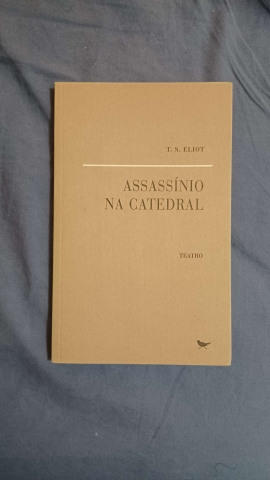 T. S. ELIOT
ASSASSÍNIO
NA CATEDRAL
TEATRO